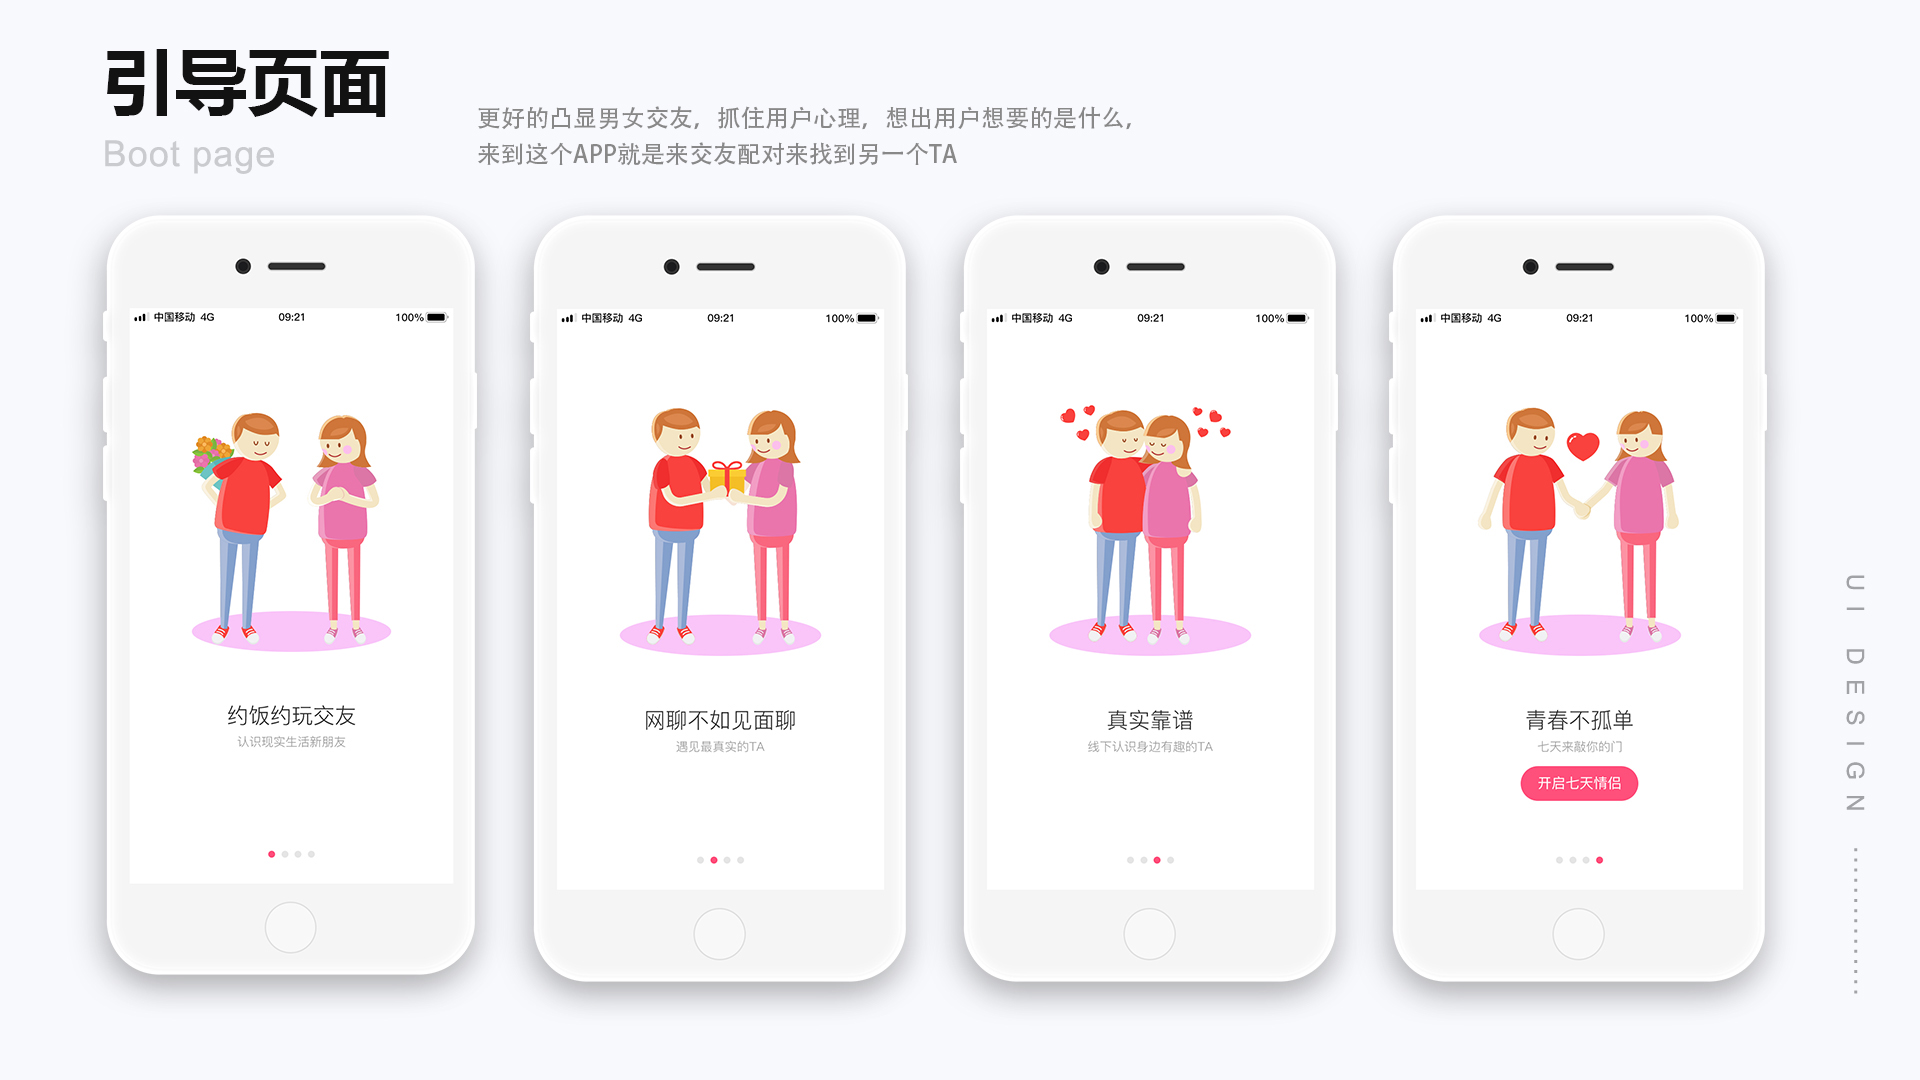 引导页面
Boot page
更好的凸显男女交友，抓住用户心理，想出用户想要的是什么，
来到这个APP就是来交友配对来找到另一个TA
中国移动 4G 09:21 100%
约饭约玩交友
认识现实生活新朋友
中国移动 4G 09:21 100%
网聊不如见面聊
遇见最真实的TA
中国移动 4G 09:21 100%
真实靠谱
线下认识身边有趣的TA
中国移动 4G 09:21 100%
青春不孤单
七天来敲你的门
开启七天情侣
UI DESIGN